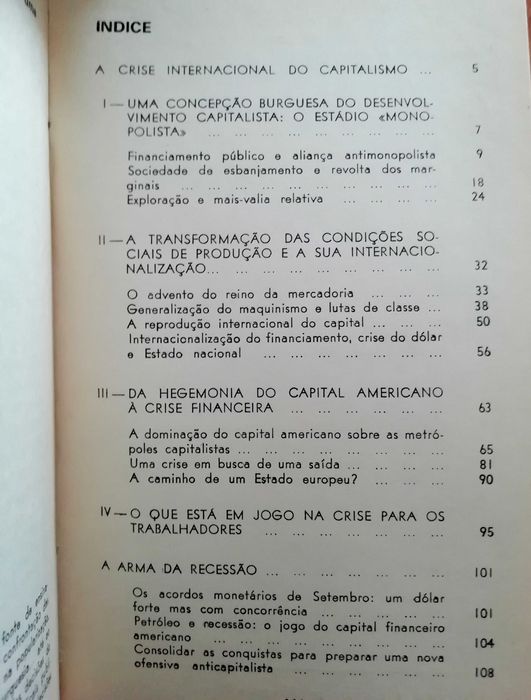 INDICE
A CRISE INTERNACIONAL DO CAPITALISMO ... 5
I — UMA CONCEPÇÃO BURGUESA DO DESENVOL-
VIMENTO CAPITALISTA: O ESTÁDIO «MONO-
POLISTA» ... ... ... ... ... ... ... ... 7
Financiamento público e aliança antimonopolista 9
Sociedade de esbanjamento e revolta dos mar-
ginais ... ... ... ... ... ... ... ... ... 18
Exploração e mais-valia relativa ... ... ... ... 24
II — A TRANSFORMAÇÃO DAS CONDIÇÕES SO-
CIAIS DE PRODUÇÃO E A SUA INTERNACIO-
NALIZAÇÃO... ... ... ... ... ... ... ... 32
O advento do reino da mercadoria ... ... ... 33
Generalização do maquinismo e lutas de classe ... 38
A reprodução internacional do capital ... ... ... 50
Internacionalização do financiamento, crise do dólar
e Estado nacional ... ... ... ... ... ... 56
III — DA HEGEMONIA DO CAPITAL AMERICANO
À CRISE FINANCEIRA ... ... ... ... ... 63
A dominação do capital americano sobre as metró-
poles capitalistas ... ... ... ... ... ... ... 65
Uma crise em busca de uma saída ... ... ... ... 81
A caminho de um Estado europeu? ... ... ... 90
IV — O QUE ESTÁ EM JOGO NA CRISE PARA OS
TRABALHADORES ... ... ... ... ... ... 95
A ARMA DA RECESSÃO ... ... ... ... ... ... 101
Os acordos monetários de Setembro: um dólar
forte mas com concorrência ... ... ... ... ... 101
Petróleo e recessão: o jogo do capital financeiro
americano ... ... ... ... ... ... ... ... 104
Consolidar as conquistas para preparar uma nova
ofensiva anticapitalista ... ... ... ... ... ... 108